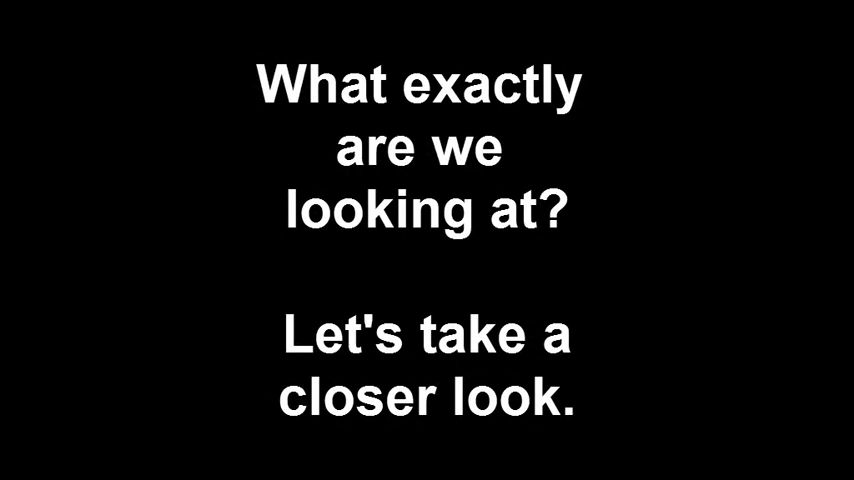 What exactly
are we
looking at?
Let's take a
closer look.